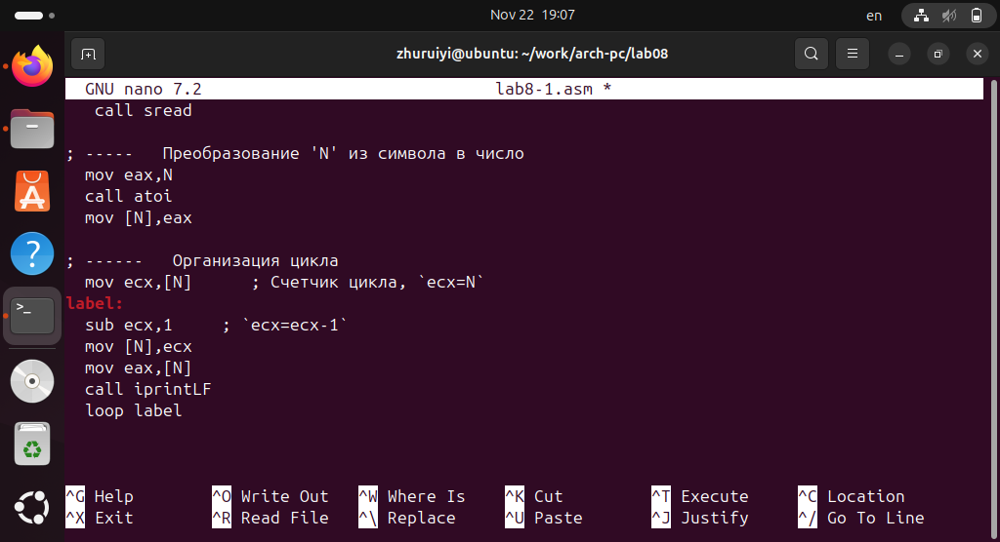 Nov 22 19:07
en
zhuruiyi@ubuntu: ~/work/arch-pc/lab08
GNU nano 7.2 lab8-1.asm *
call sread
; ----- Преобразование 'N' из символа в число
mov eax,N
call atoi
mov [N],eax
; ------ Организация цикла
mov ecx,[N] ; Счетчик цикла, `ecx=N`
label:
sub ecx,1 ; `ecx=ecx-1`
mov [N],ecx
mov eax,[N]
call iprintLF
loop label
^G Help ^O Write Out ^W Where Is ^K Cut ^T Execute ^C Location
^X Exit ^R Read File ^\ Replace ^U Paste ^J Justify ^/ Go To Line